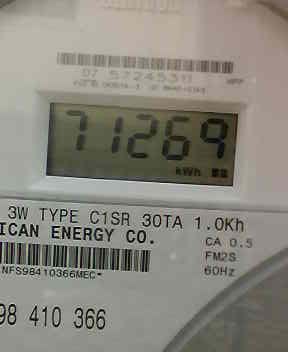 07 57245311
71269
kWh
3W TYPE C1SR 30TA 1.0Kh
ICAN ENERGY CO.
CA 0.5
NFS98410366MEC*
FM2S
60Hz
98 410 366